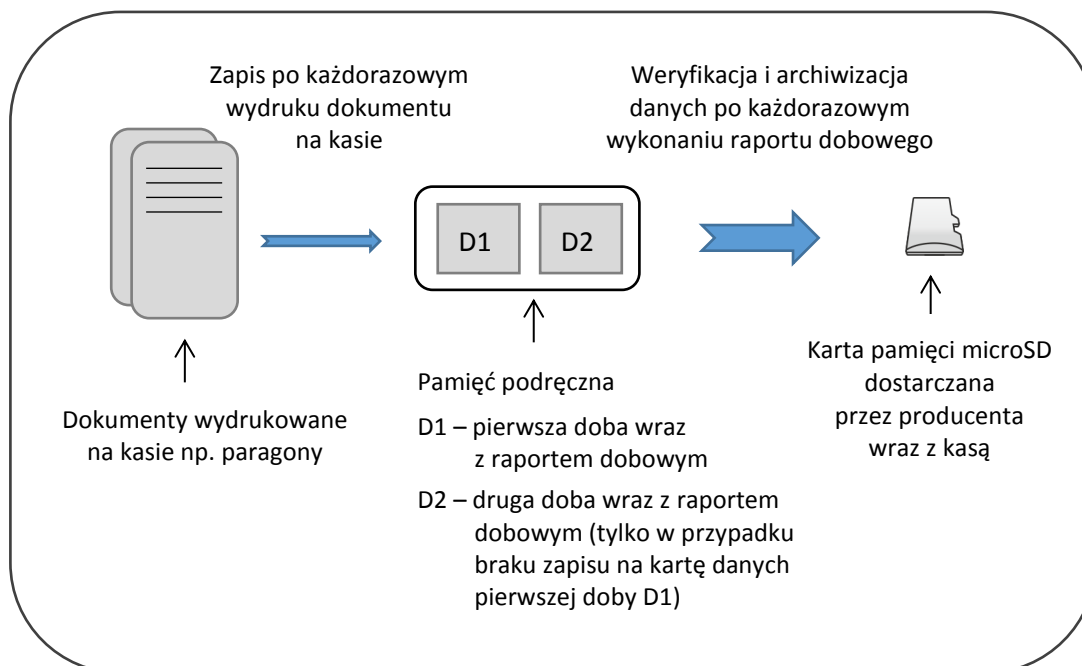 Zapis po każdorazowym
wydruku dokumentu
na kasie
Weryfikacja i archiwizacja
danych po każdorazowym
wykonaniu raportu dobowego
D1
D2
Dokumenty wydrukowane
na kasie np. paragony
Pamięć podręczna
D1 – pierwsza doba wraz
z raportem dobowym
D2 – druga doba wraz z raportem
dobowym (tylko w przypadku
braku zapisu na kartę danych
pierwszej doby D1)
Karta pamięci microSD
dostarczana
przez producenta
wraz z kasą